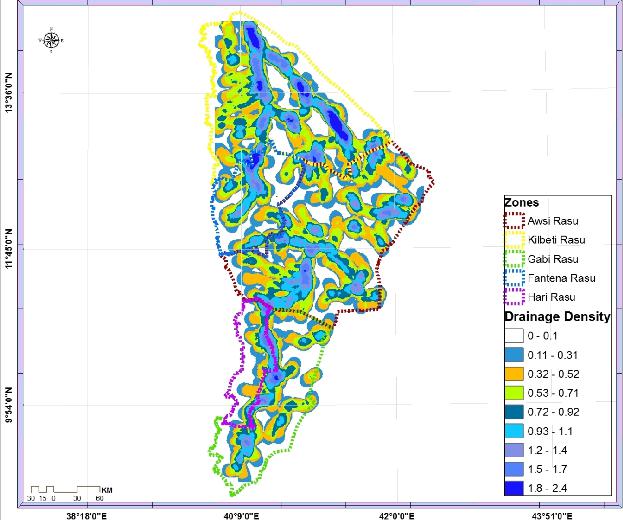 N
W
E
S
13°36'0"N
11°45'0"N
9°54'0"N
Zones
Awsi Rasu
Kilbeti Rasu
Gabi Rasu
Fantena Rasu
Hari Rasu
Drainage Density
0 - 0.1
0.11 - 0.31
0.32 - 0.52
0.53 - 0.71
0.72 - 0.92
0.93 - 1.1
1.2 - 1.4
1.5 - 1.7
1.8 - 2.4
KM
30 15 0 30 60
38°18'0"E 40°9'0"E 42°0'0"E 43°51'0"E